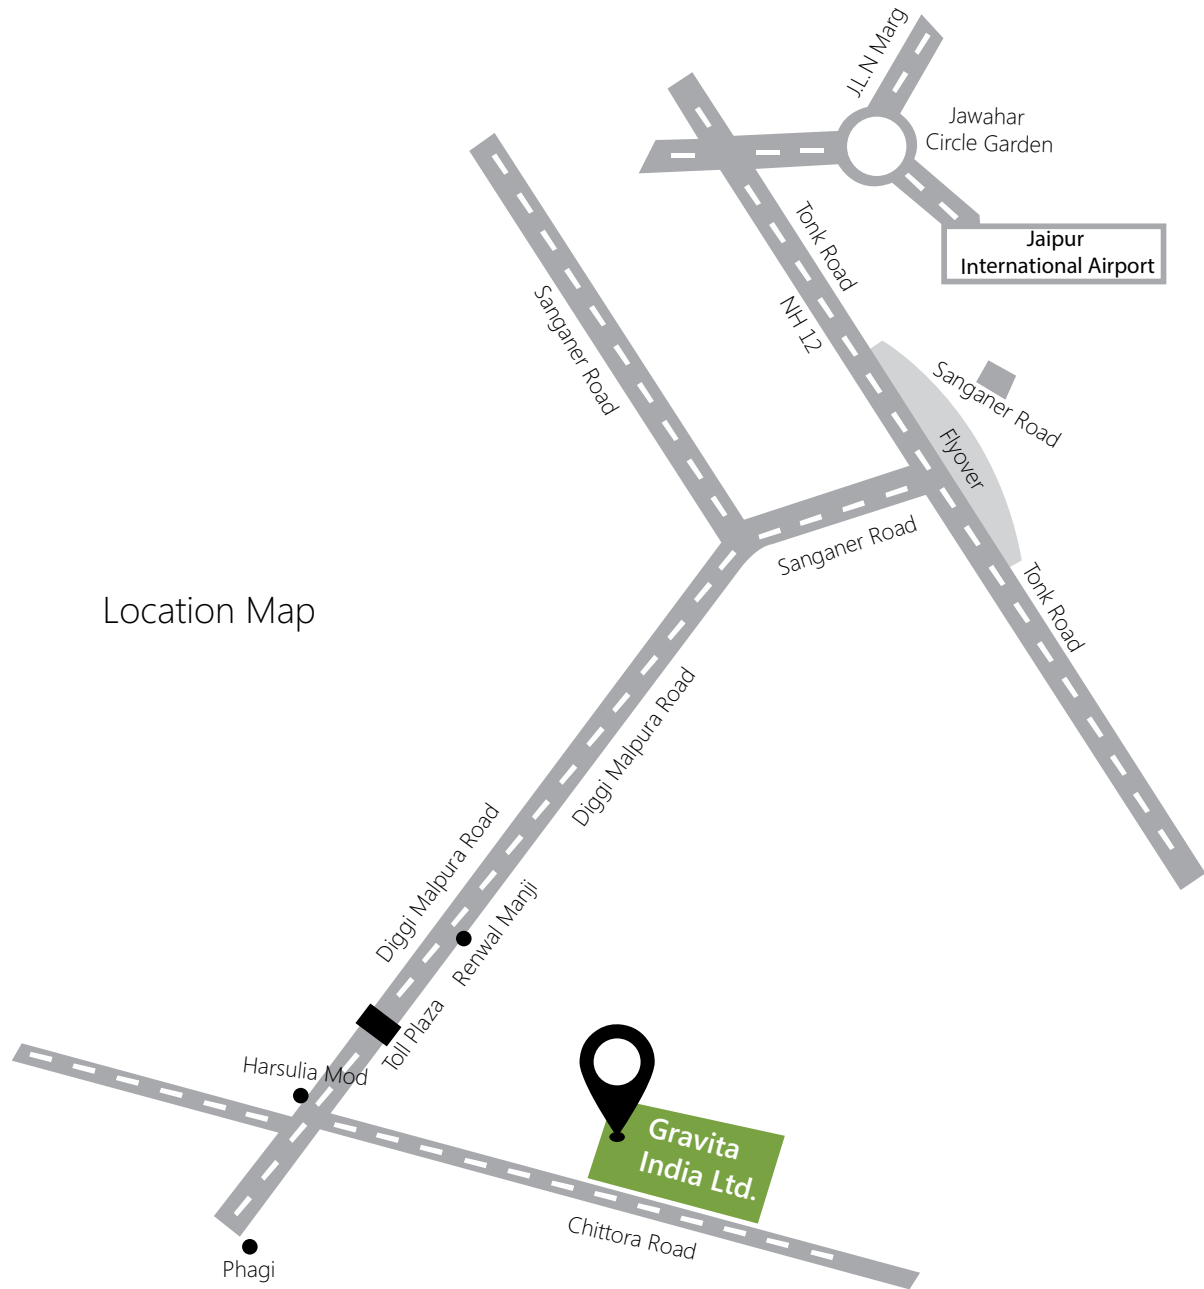 J.L.N Marg
Jawahar
Circle Garden
Tonk Road
Jaipur
International Airport
NH 12
Sanganer Road
Sanganer Road
Flyover
Sanganer Road
Tonk Road
Location Map
Diggi Malpura Road
Diggi Malpura Road
Renwal Manji
Toll Plaza
Harsulia Mod
Gravita
India Ltd.
Chittora Road
Phagi